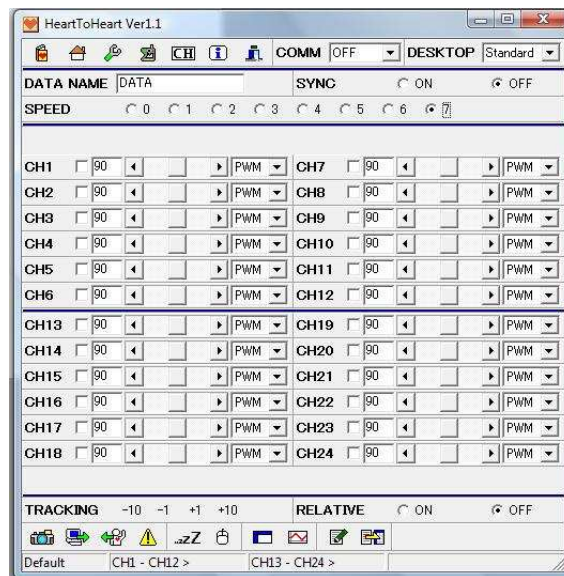 HeartToHeart Ver1.1
CH COMM OFF DESKTOP Standard
DATA NAME DATA SYNC ON OFF
SPEED 0 1 2 3 4 5 6 7
CH1 90 PWM CH7 90 PWM
CH2 90 PWM CH8 90 PWM
CH3 90 PWM CH9 90 PWM
CH4 90 PWM CH10 90 PWM
CH5 90 PWM CH11 90 PWM
CH6 90 PWM CH12 90 PWM
CH13 90 PWM CH19 90 PWM
CH14 90 PWM CH20 90 PWM
CH15 90 PWM CH21 90 PWM
CH16 90 PWM CH22 90 PWM
CH17 90 PWM CH23 90 PWM
CH18 90 PWM CH24 90 PWM
TRACKING -10 -1 +1 +10 RELATIVE ON OFF
..zzZ
Default CH1 - CH12 > CH13 - CH24 >